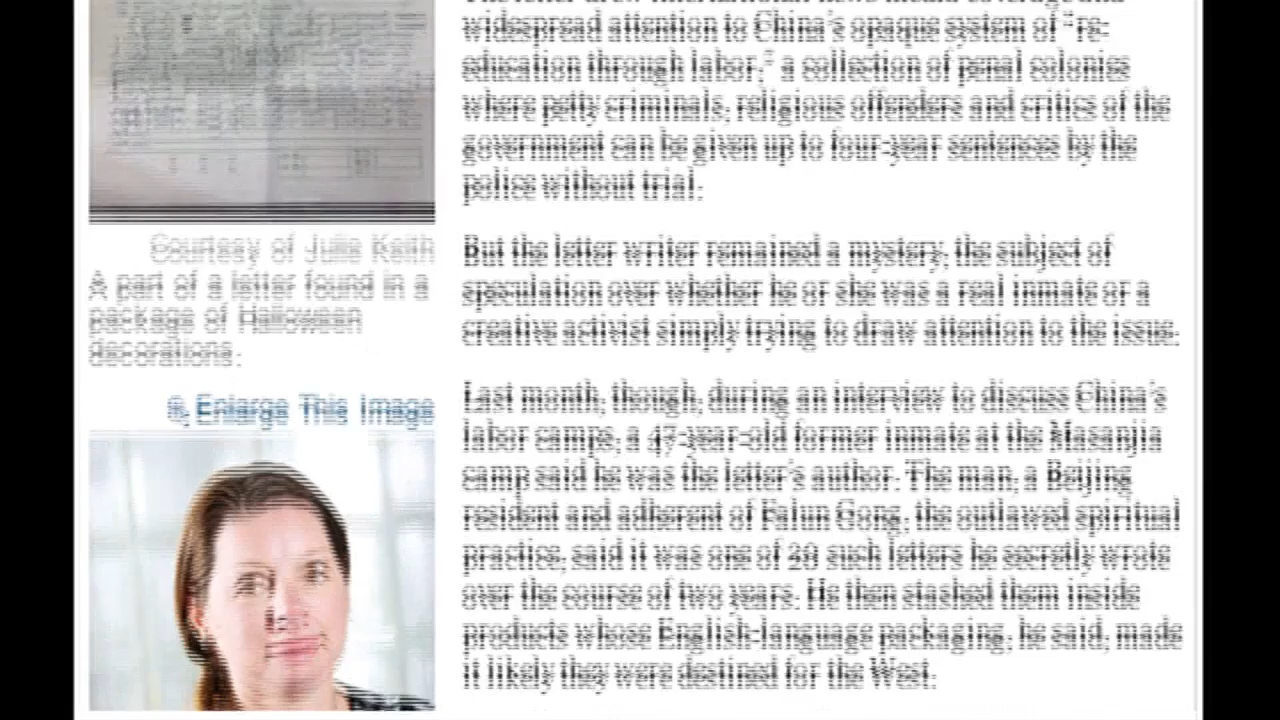 Courtesy of Julie Keith
A part of a letter found in a
package of Halloween
decorations.
Enlarge This Image
widespread attention to China's opaque system of "re-
education through labor," a collection of penal colonies
where petty criminals, religious offenders and critics of the
government can be given up to four-year sentences by the
police without trial.
But the letter writer remained a mystery, the subject of
speculation over whether he or she was a real inmate or a
creative activist simply trying to draw attention to the issue.
Last month, though, during an interview to discuss China's
labor camps, a 47-year-old former inmate at the Masanjia
camp said he was the letter's author. The man, a Beijing
resident and adherent of Falun Gong, the outlawed spiritual
practice, said it was one of 20 such letters he secretly wrote
over the course of two years. He then stashed them inside
products whose English-language packaging, he said, made
it likely they were destined for the West.